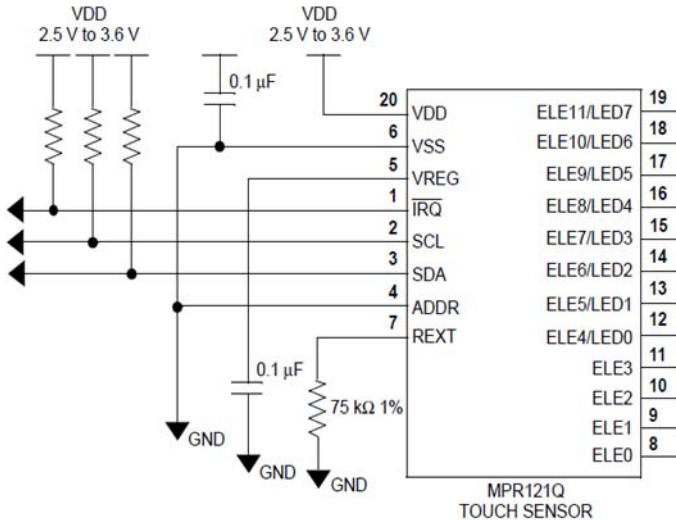 VDD
2.5 V to 3.6 V
VDD
2.5 V to 3.6 V
0.1 µF
20
VDD
6
VSS
5
VREG
1
IRQ
2
SCL
3
SDA
4
ADDR
7
REXT
ELE11/LED7
19
ELE10/LED6
18
ELE9/LED5
17
ELE8/LED4
16
ELE7/LED3
15
ELE6/LED2
14
ELE5/LED1
13
ELE4/LED0
12
ELE3
11
ELE2
10
ELE1
9
ELE0
8
0.1 µF
75 kΩ 1%
GND
GND
GND
MPR121Q
TOUCH SENSOR